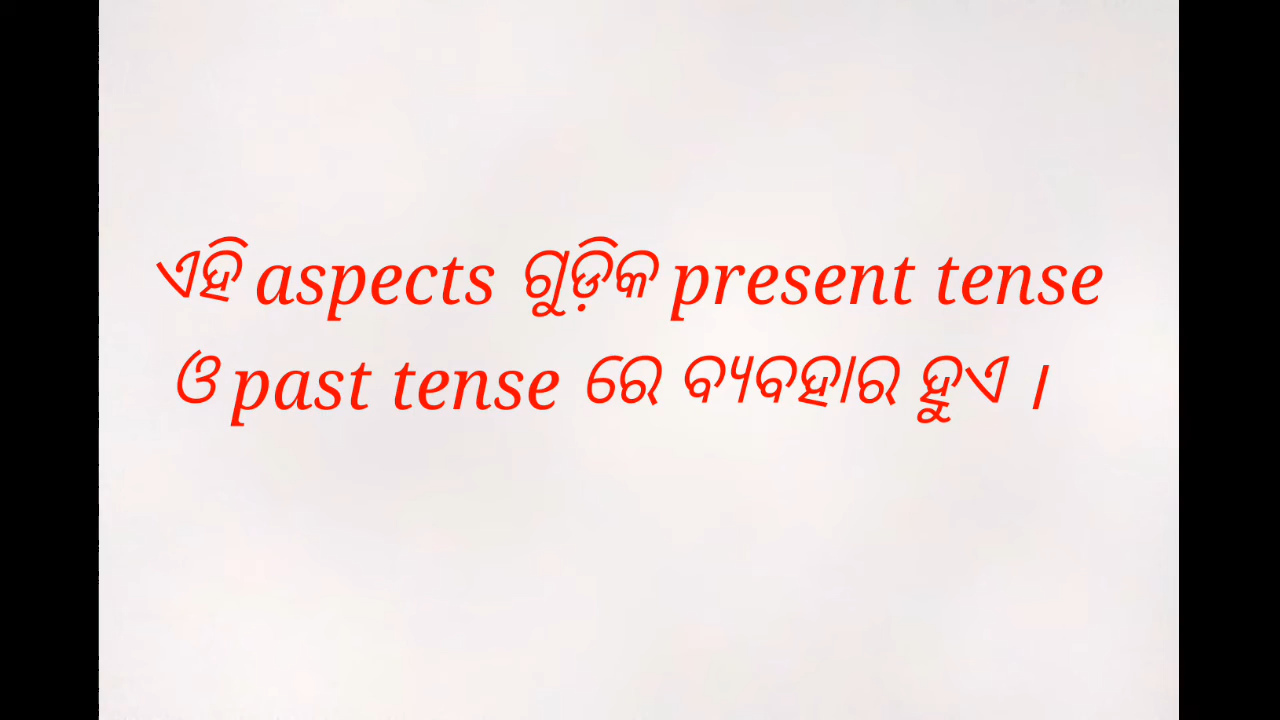 ଏହି aspects ଗୁଡ଼ିକ present tense
ଓ past tense ରେ ବ୍ୟବହାର ହୁଏ ।